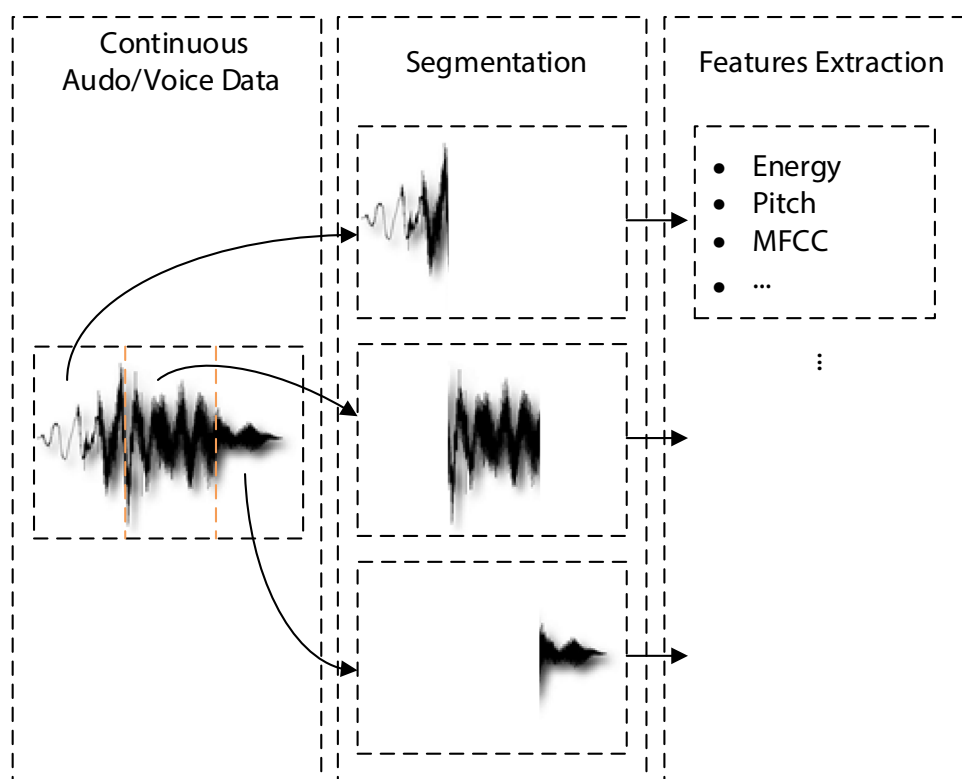 Continuous
Audo/Voice Data
Segmentation
Features Extraction
• Energy
• Pitch
• MFCC
• ...
⋮